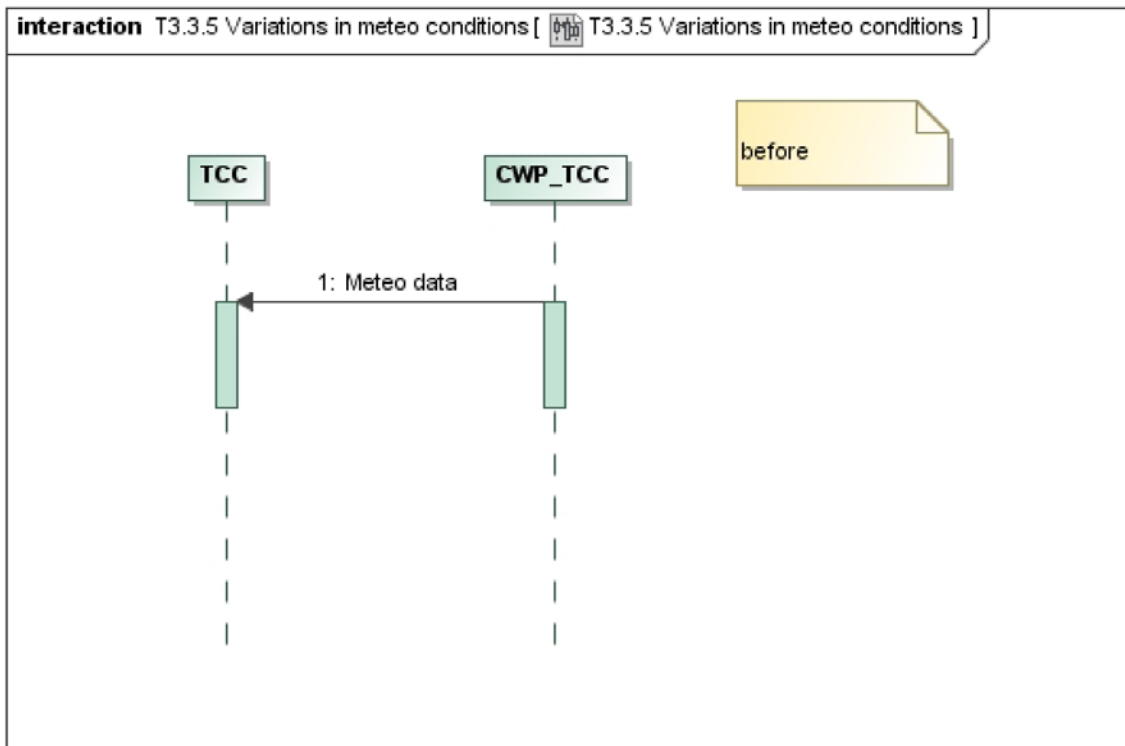 interaction T3.3.5 Variations in meteo conditions [ T3.3.5 Variations in meteo conditions ]
before
TCC
CWP_TCC
1: Meteo data